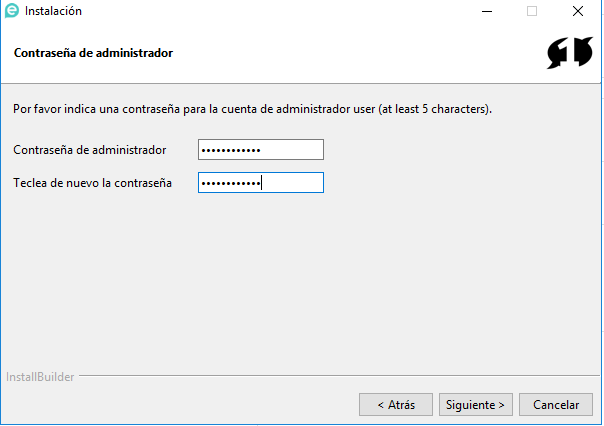 Instalación
Contraseña de administrador
Por favor indica una contraseña para la cuenta de administrador user (at least 5 characters).
Contraseña de administrador ••••••••••••
Teclea de nuevo la contraseña ••••••••••••
InstallBuilder
< Atrás Siguiente > Cancelar